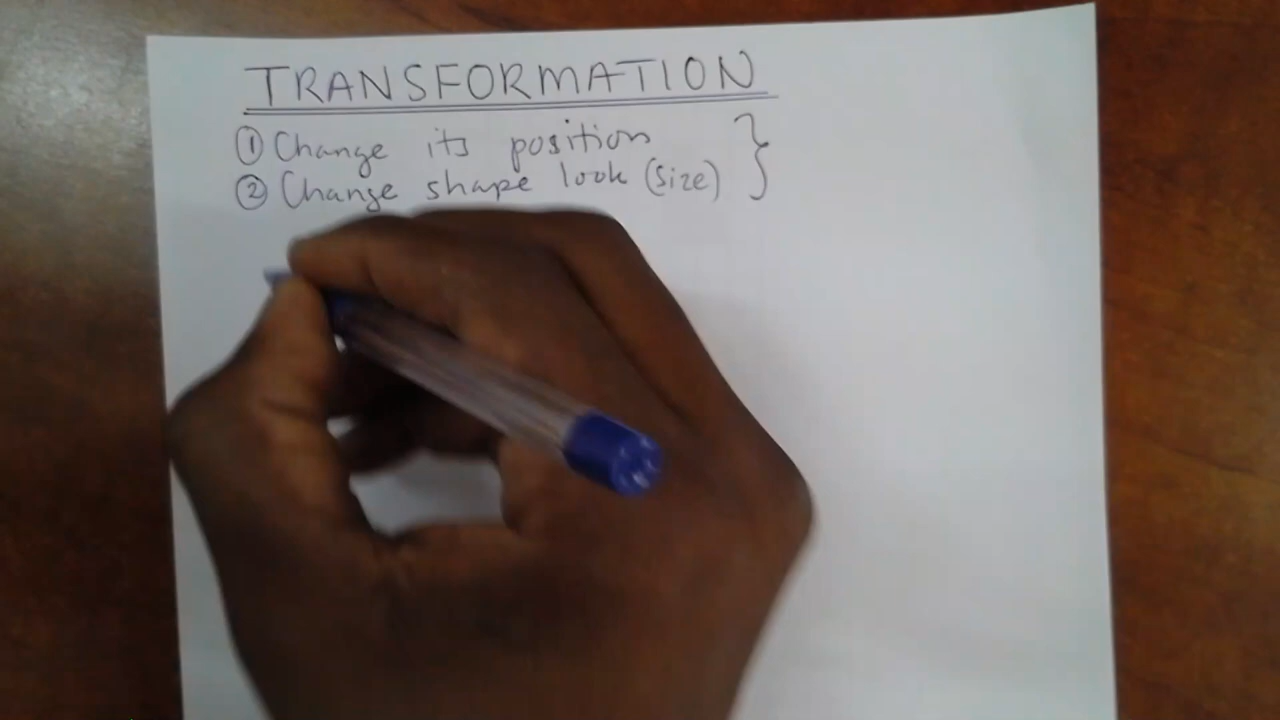 TRANSFORMATION
① Change its position
② Change shape look (size)